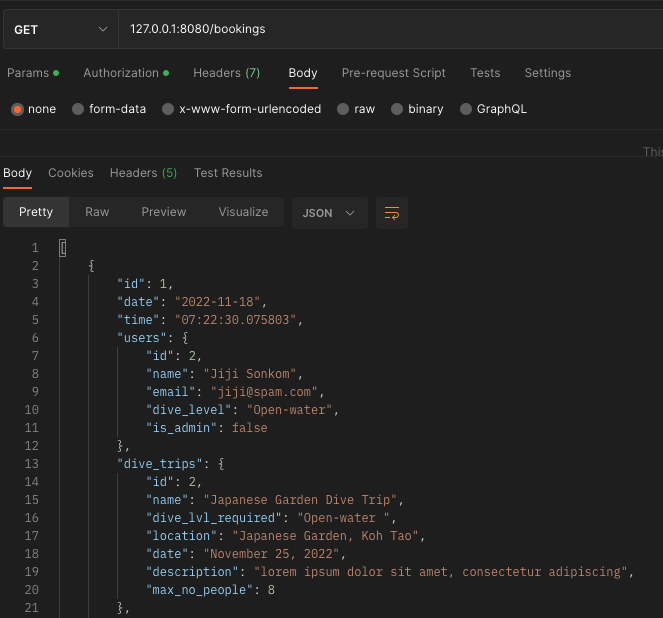 GET 127.0.0.1:8080/bookings
Params Authorization Headers (7) Body Pre-request Script Tests Settings
none form-data x-www-form-urlencoded raw binary GraphQL
This
Body Cookies Headers (5) Test Results
Pretty Raw Preview Visualize JSON
1 [
2 {
3 "id": 1,
4 "date": "2022-11-18",
5 "time": "07:22:30.075803",
6 "users": {
7 "id": 2,
8 "name": "Jiji Sonkom",
9 "email": "jiji@spam.com",
10 "dive_level": "Open-water",
11 "is_admin": false
12 },
13 "dive_trips": {
14 "id": 2,
15 "name": "Japanese Garden Dive Trip",
16 "dive_lvl_required": "Open-water ",
17 "location": "Japanese Garden, Koh Tao",
18 "date": "November 25, 2022",
19 "description": "lorem ipsum dolor sit amet, consectetur adipiscing",
20 "max_no_people": 8
21 },